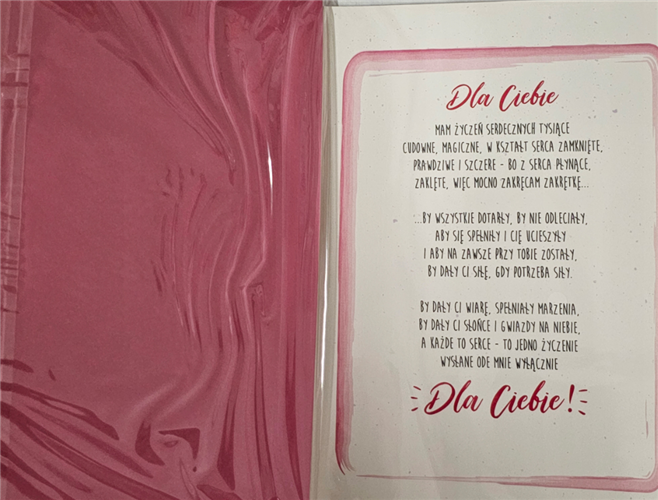 Dla Ciebie
MAM ŻYCZEŃ SERDECZNYCH TYSIĄCE
CUDOWNE, MAGICZNE, W KSZTAŁT SERCA ZAMKNIĘTE,
PRAWDZIWE I SZCZERE - BO Z SERCA PŁYNĄCE,
ZAKLĘTE, WIĘC MOCNO ZAKRĘCAM ZAKRĘTKĘ...
...BY WSZYSTKIE DOTARŁY, BY NIE ODLECIAŁY,
ABY SIĘ SPEŁNIŁY I CIĘ UCIESZYŁY
I ABY NA ZAWSZE PRZY TOBIE ZOSTAŁY,
BY DAŁY CI SIŁĘ, GDY POTRZEBA SIŁY.
BY DAŁY CI WIARĘ, SPEŁNIAŁY MARZENIA,
BY DAŁY CI SŁOŃCE I GWIAZDY NA NIEBIE,
A KAŻDE TO SERCE - TO JEDNO ŻYCZENIE
WYSŁANE ODE MNIE WYŁĄCZNIE
Dla Ciebie!